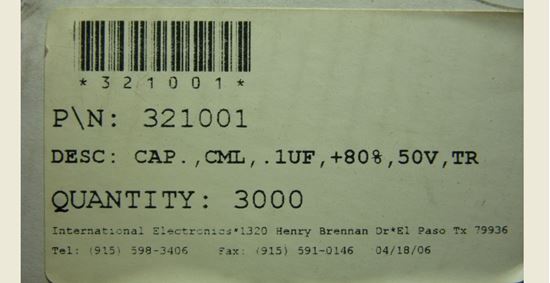 *321001*
P\N: 321001
DESC: CAP.,CML,.1UF,+80%,50V,TR
QUANTITY: 3000
International Electronics*1320 Henry Brennan Dr*El Paso Tx 79936
Tel: (915) 598-3406 Fax: (915) 591-0146 04/18/06